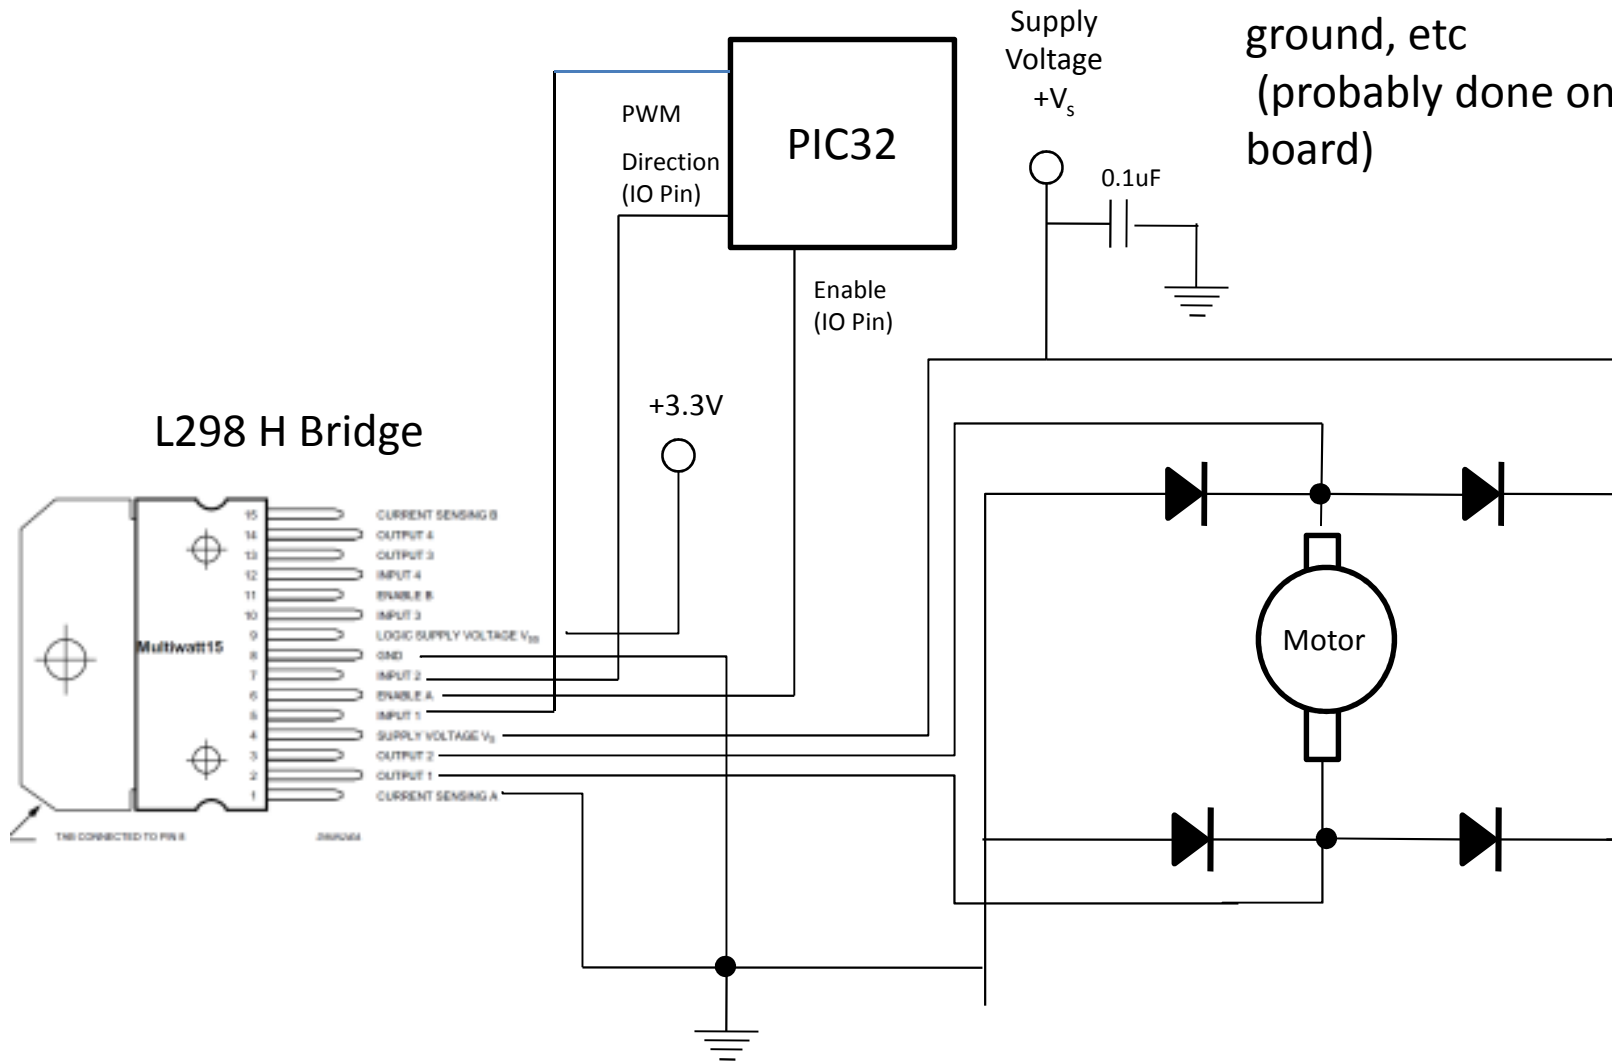 Supply
Voltage
+Vs
ground, etc
(probably done on
board)
PIC32
PWM
Direction
(IO Pin)
0.1uF
Enable
(IO Pin)
+3.3V
L298 H Bridge
Multiwatt15
15 CURRENT SENSING B
14 OUTPUT 4
13 OUTPUT 3
12 INPUT 4
11 ENABLE B
10 INPUT 3
9 LOGIC SUPPLY VOLTAGE VSS
8 GND
7 INPUT 2
6 ENABLE A
5 INPUT 1
4 SUPPLY VOLTAGE VS
3 OUTPUT 2
2 OUTPUT 1
1 CURRENT SENSING A
TAB CONNECTED TO PIN 8
Motor